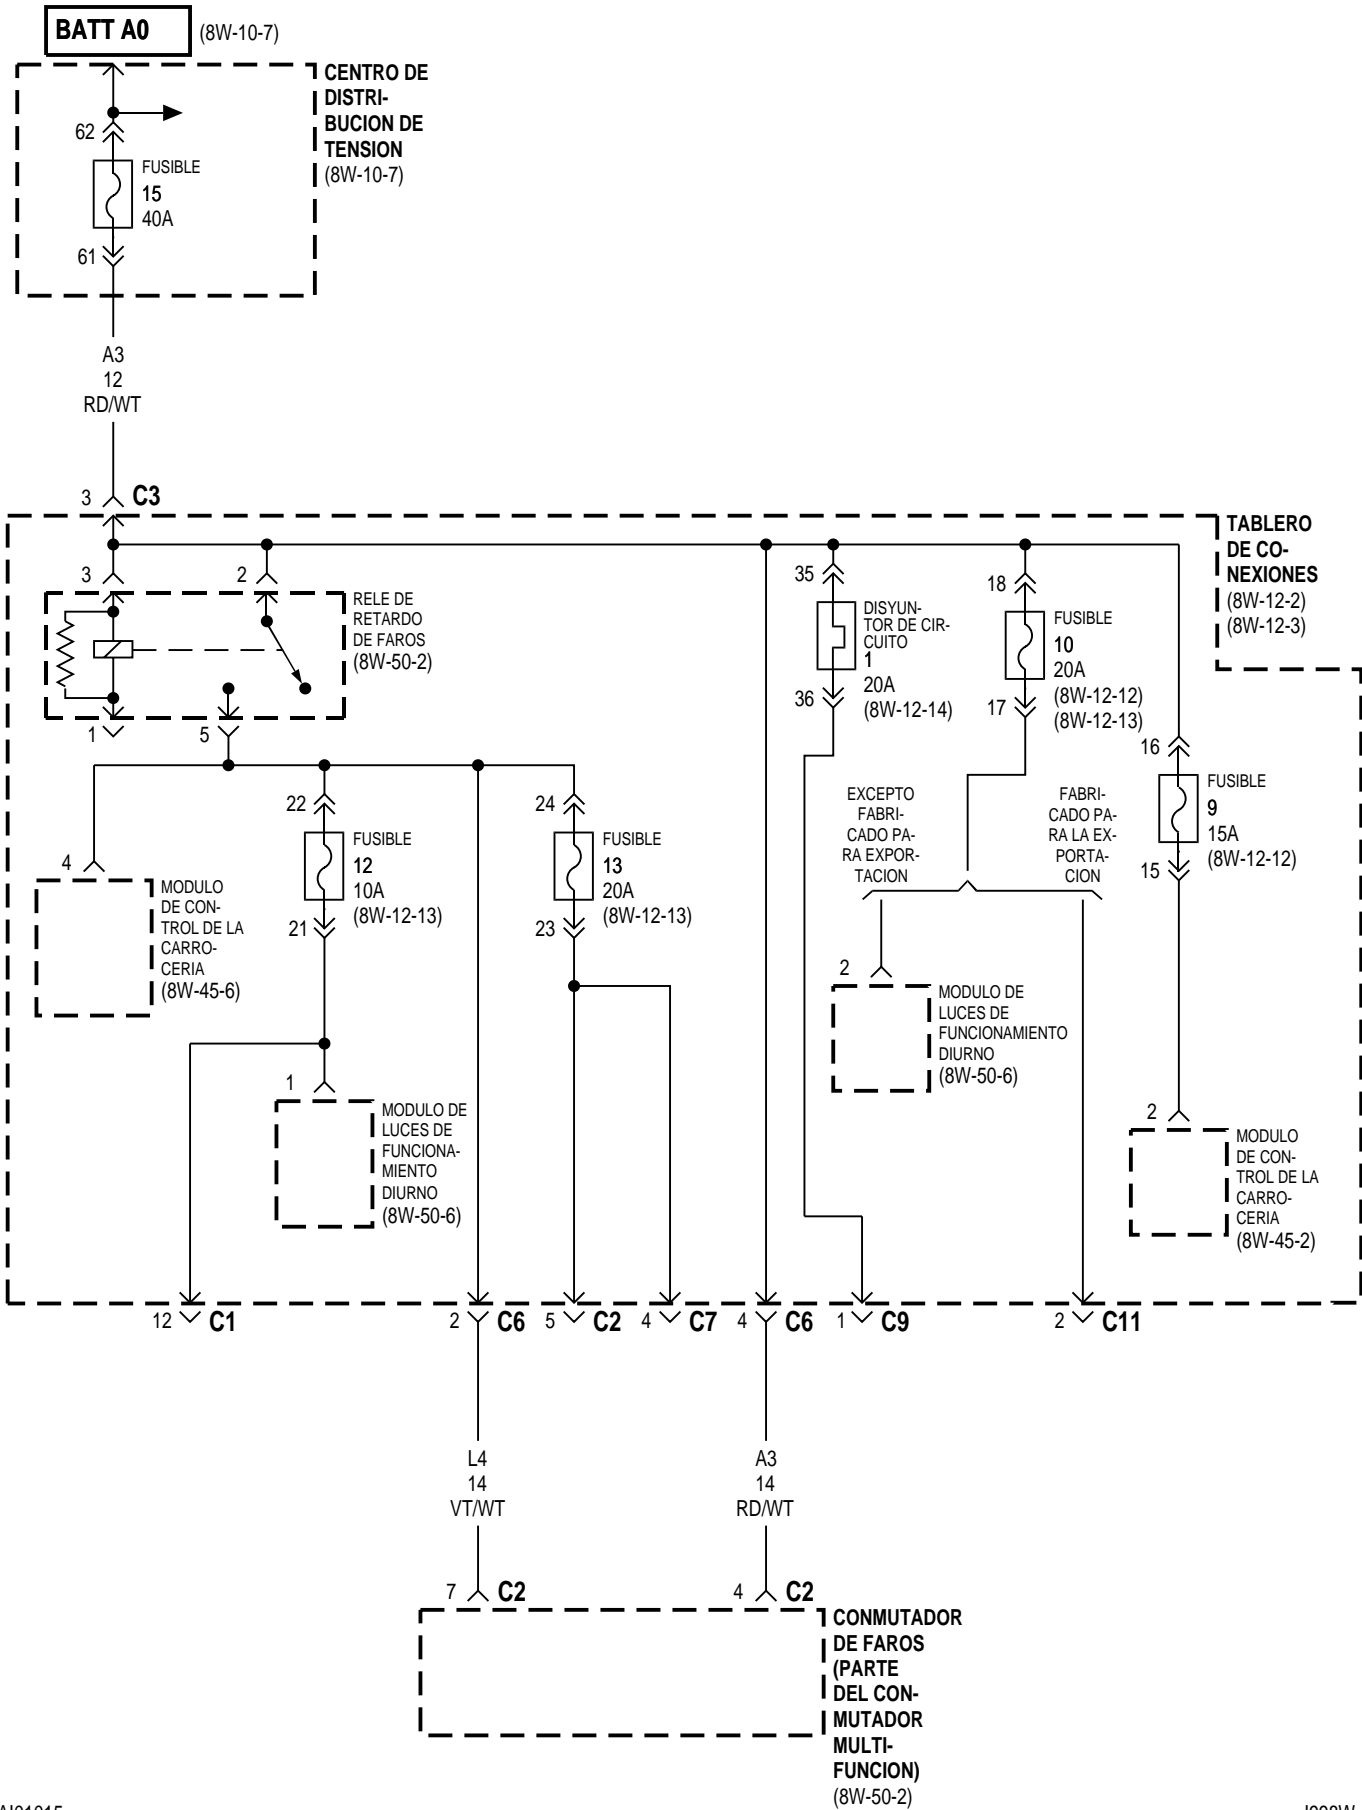 BATT A0 (8W-10-7)
CENTRO DE
DISTRI-
BUCION DE
TENSION
(8W-10-7)
62
FUSIBLE
15
40A
61
A3
12
RD/WT
3 C3
TABLERO
DE CO-
NEXIONES
(8W-12-2)
(8W-12-3)
3
2
RELE DE
RETARDO
DE FAROS
(8W-50-2)
1
5
35
DISYUN-
TOR DE CIR-
CUITO
1
20A
(8W-12-14)
36
18
FUSIBLE
10
20A
(8W-12-12)
(8W-12-13)
17
16
FUSIBLE
9
15A
(8W-12-12)
15
EXCEPTO
FABRI-
CADO PA-
RA EXPOR-
TACION
FABRI-
CADO PA-
RA LA EX-
PORTA-
CION
22
FUSIBLE
12
10A
(8W-12-13)
21
24
FUSIBLE
13
20A
(8W-12-13)
23
4
MODULO
DE CON-
TROL DE LA
CARRO-
CERIA
(8W-45-6)
2
MODULO DE
LUCES DE
FUNCIONAMIENTO
DIURNO
(8W-50-6)
1
MODULO DE
LUCES DE
FUNCIONA-
MIENTO
DIURNO
(8W-50-6)
2
MODULO
DE CON-
TROL DE LA
CARRO-
CERIA
(8W-45-2)
12 C1
2 C6
5 C2
4 C7
4 C6
1 C9
2 C11
L4
14
VT/WT
A3
14
RD/WT
7 C2
4 C2
CONMUTADOR
DE FAROS
(PARTE
DEL CON-
MUTADOR
MULTI-
FUNCION)
(8W-50-2)